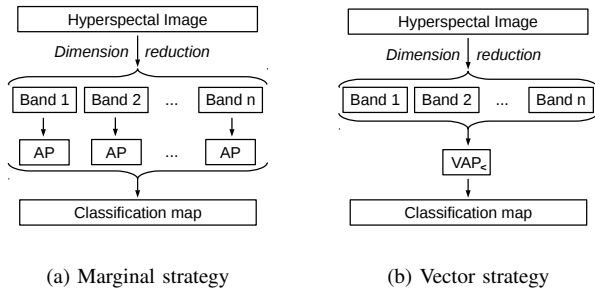 Hyperspectal Image
Dimension reduction
Band 1 Band 2 ... Band n
AP AP ... AP
Classification map
(a) Marginal strategy
Hyperspectal Image
Dimension reduction
Band 1 Band 2 ... Band n
VAP<
Classification map
(b) Vector strategy